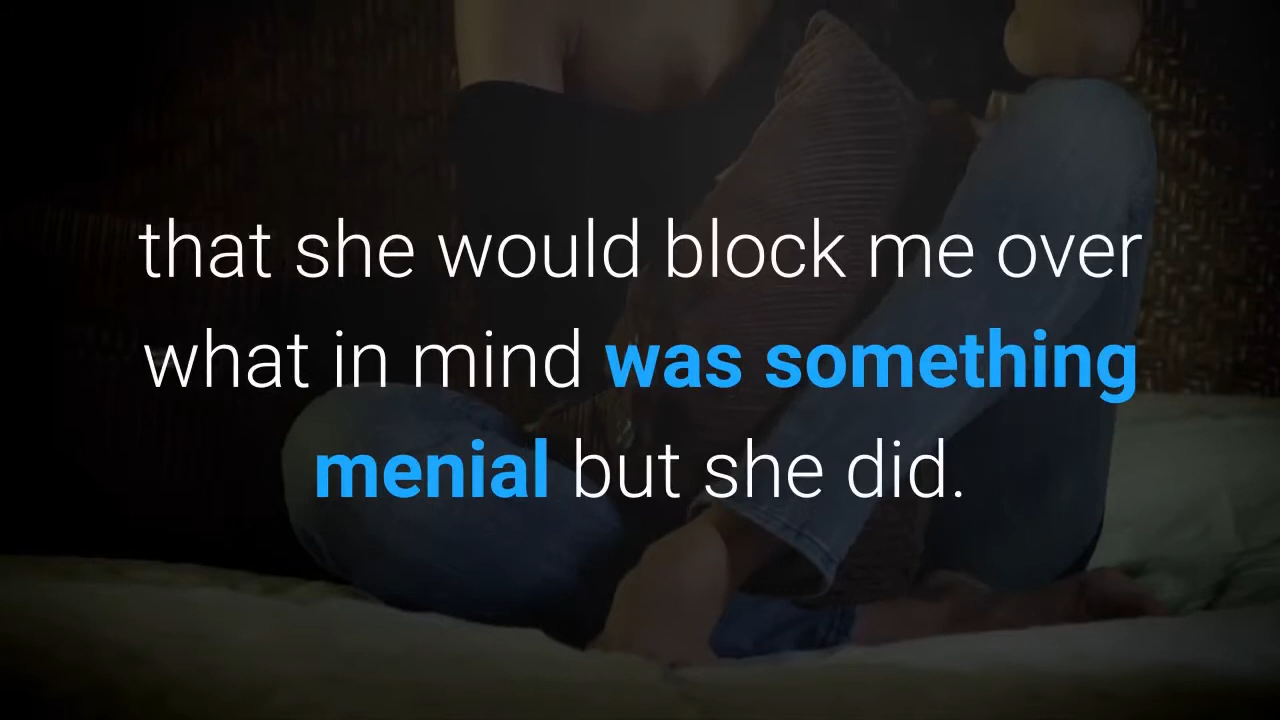 that she would block me over
what in mind was something
menial but she did.